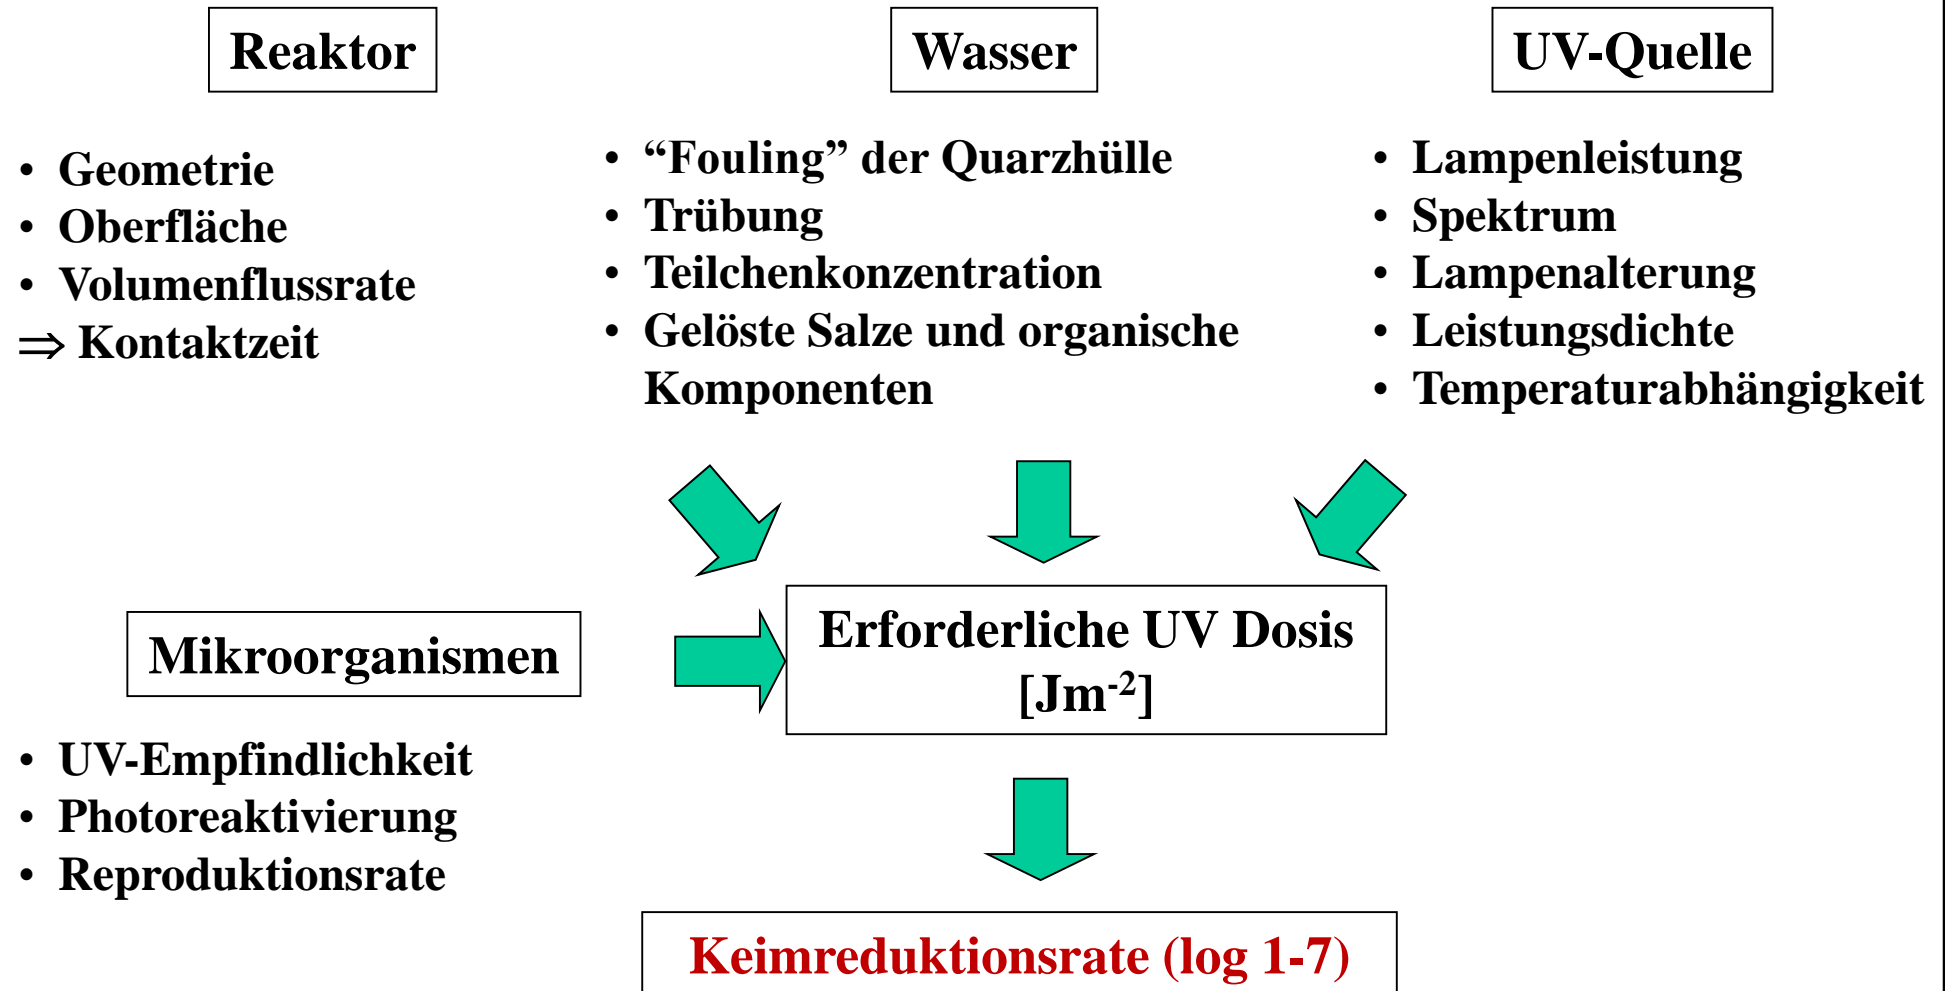 Reaktor
• Geometrie
• Oberfläche
• Volumenflussrate
⇒ Kontaktzeit
Wasser
• “Fouling” der Quarzhülle
• Trübung
• Teilchenkonzentration
• Gelöste Salze und organische
Komponenten
UV-Quelle
• Lampenleistung
• Spektrum
• Lampenalterung
• Leistungsdichte
• Temperaturabhängigkeit
Mikroorganismen
• UV-Empfindlichkeit
• Photoreaktivierung
• Reproduktionsrate
Erforderliche UV Dosis
[Jm⁻²]
Keimreduktionsrate (log 1-7)